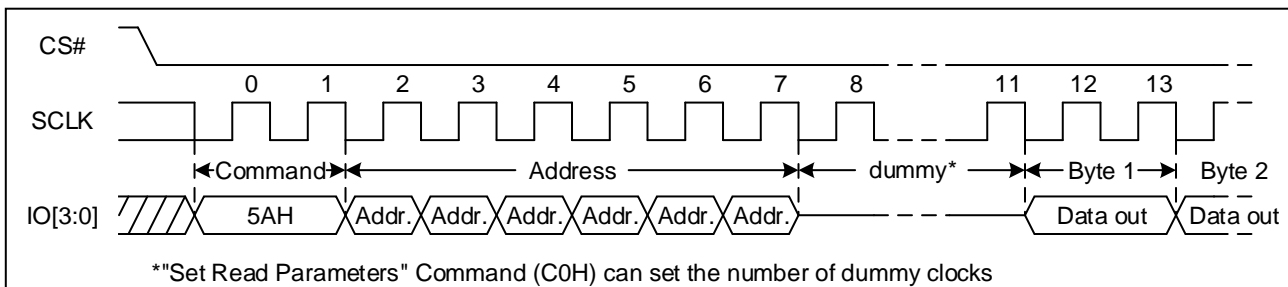 CS#
0 1 2 3 4 5 6 7 8 11 12 13
SCLK
Command Address dummy* Byte 1 Byte 2
IO[3:0] 5AH Addr. Addr. Addr. Addr. Addr. Addr. Data out Data out
*"Set Read Parameters" Command (C0H) can set the number of dummy clocks